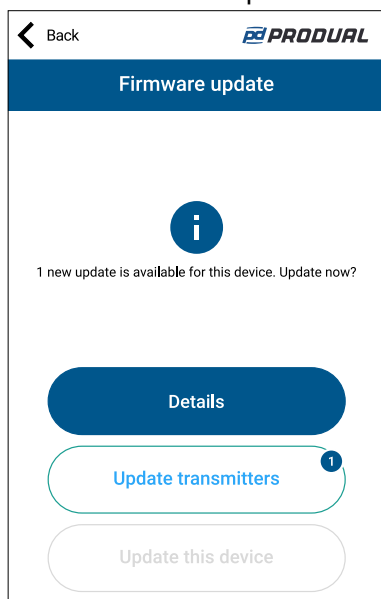 Back
pd PRODUAL
Firmware update
i
1 new update is available for this device. Update now?
Details
1
Update transmitters
Update this device